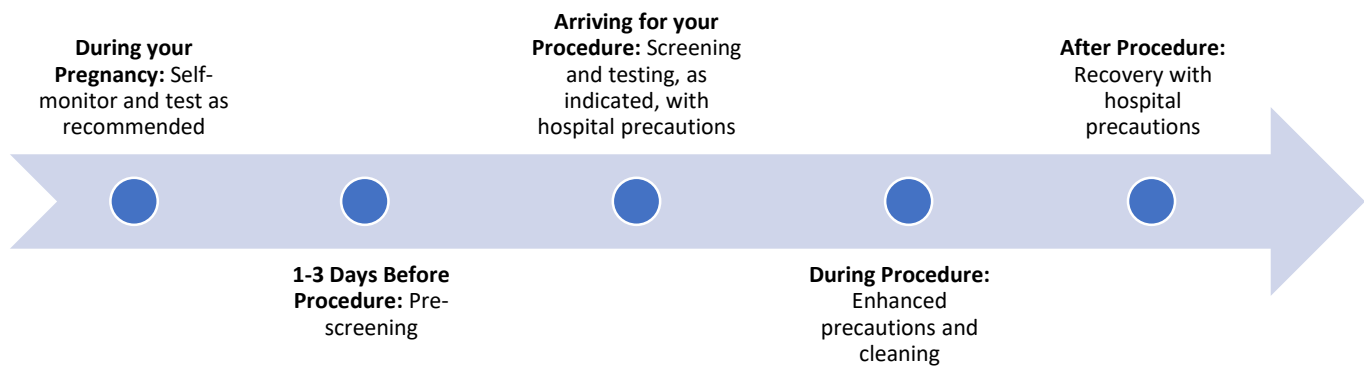 During your
Pregnancy: Self-
monitor and test as
recommended
1-3 Days Before
Procedure: Pre-
screening
Arriving for your
Procedure: Screening
and testing, as
indicated, with
hospital precautions
During Procedure:
Enhanced
precautions and
cleaning
After Procedure:
Recovery with
hospital
precautions